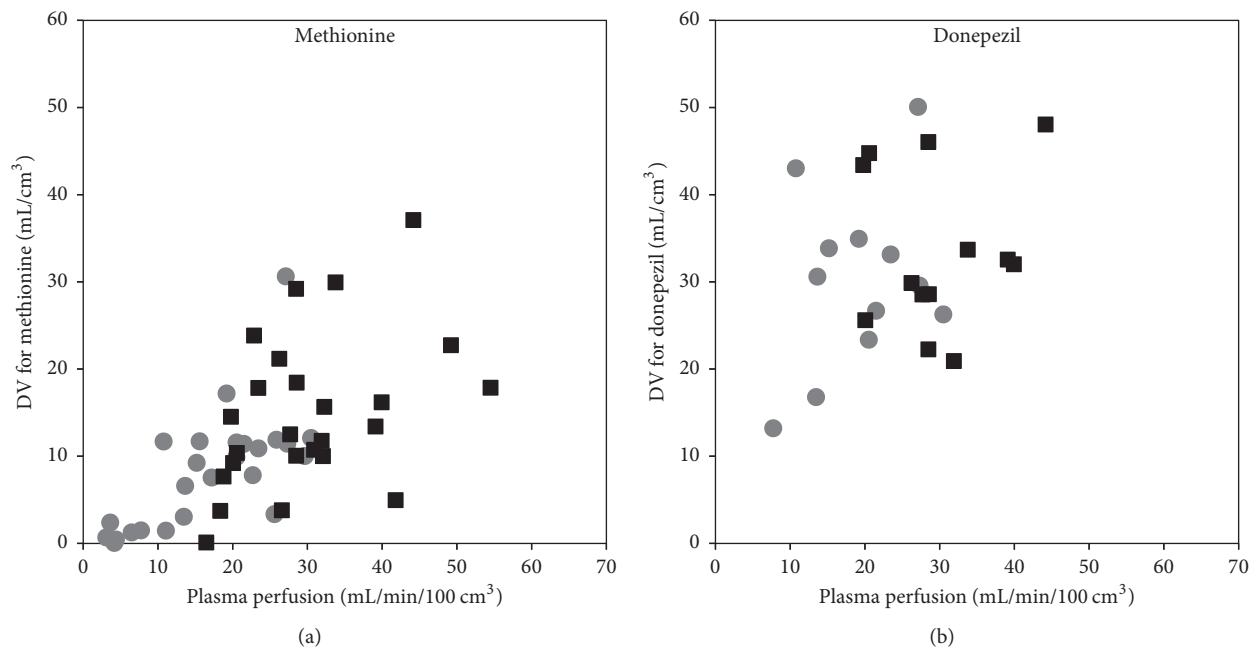 Methionine
60
50
40
30
20
10
0
DV for methionine (mL/cm³)
0 10 20 30 40 50 60 70
Plasma perfusion (mL/min/100 cm³)
(a)
Donepezil
60
50
40
30
20
10
0
DV for donepezil (mL/cm³)
0 10 20 30 40 50 60 70
Plasma perfusion (mL/min/100 cm³)
(b)